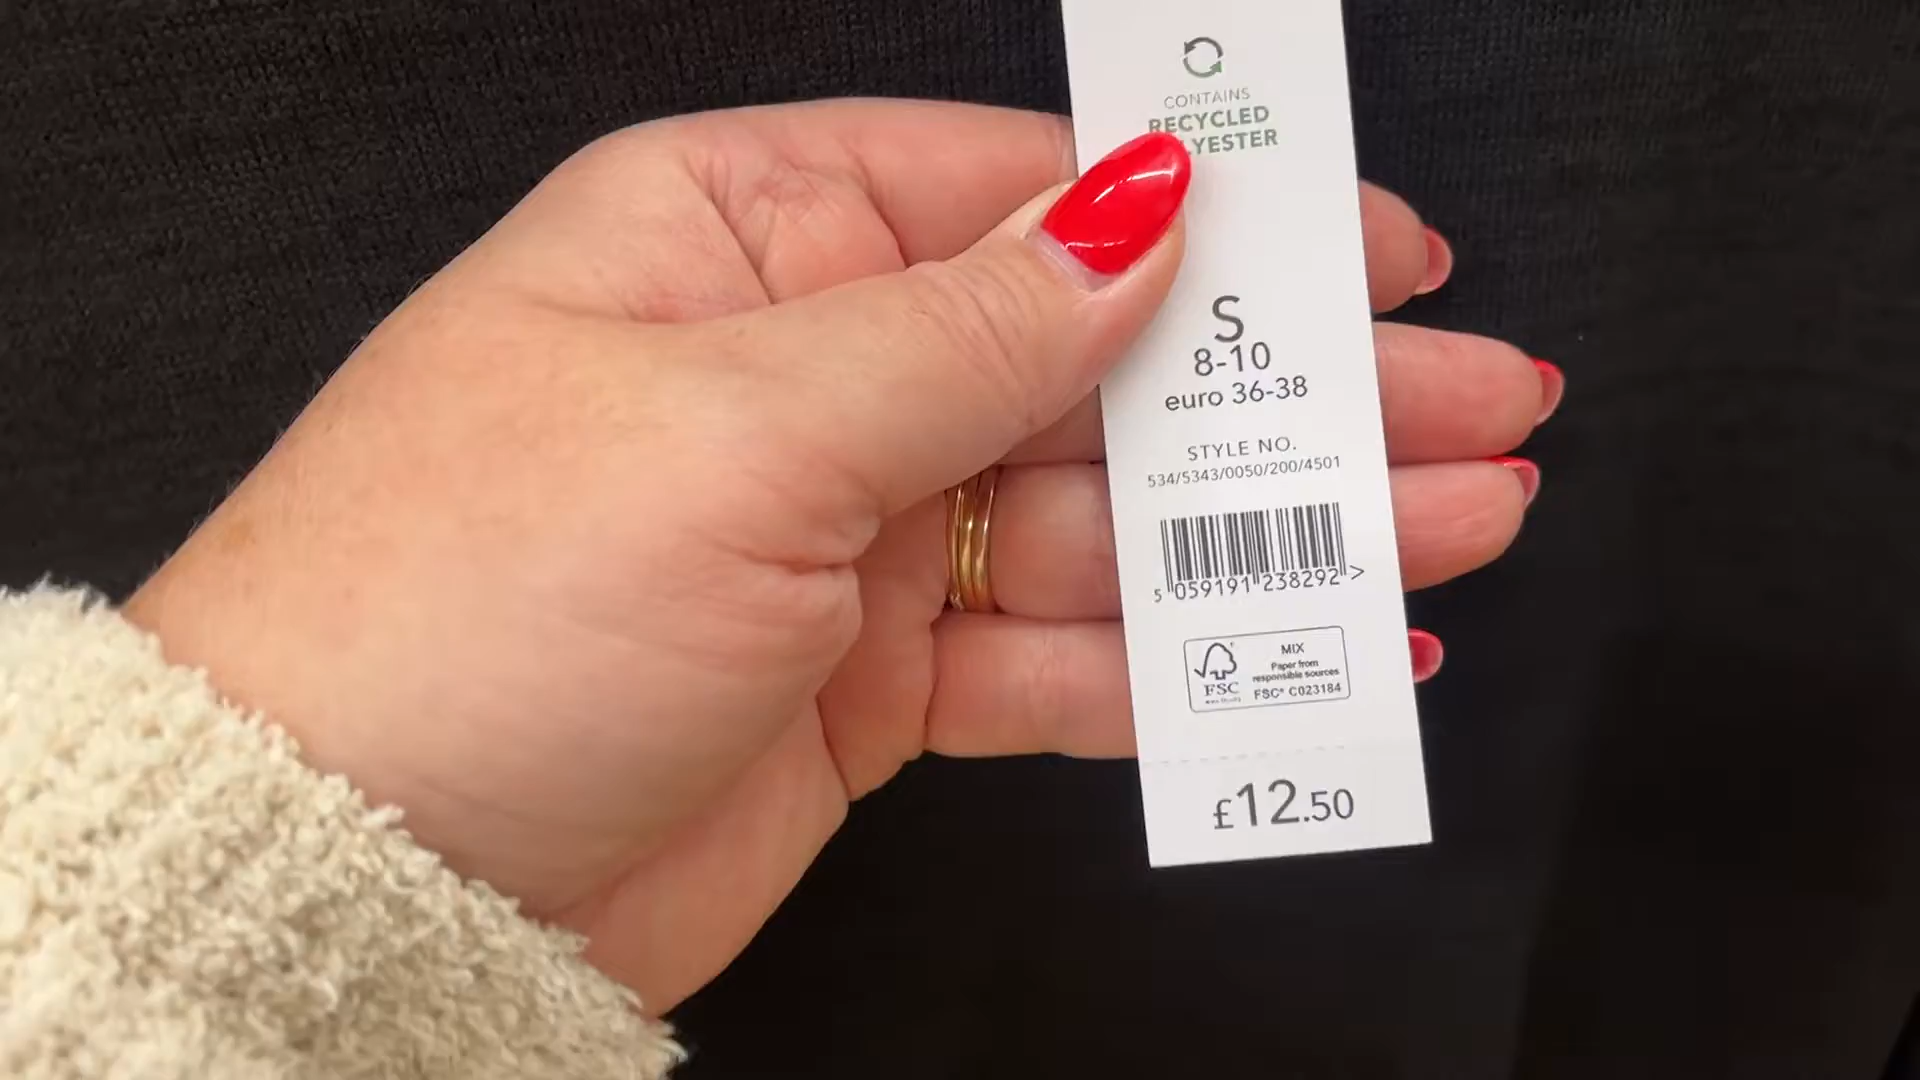 CONTAINS
RECYCLED
LYESTER
S
8-10
euro 36-38
STYLE NO.
534/5343/0050/200/4501
5 059191 238292 >
MIX
Paper from
responsible sources
FSC® C023184
FSC
£12.50